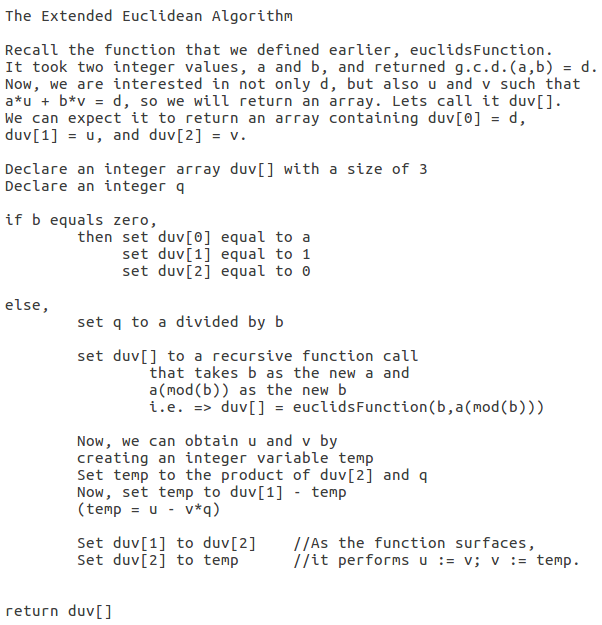 The Extended Euclidean Algorithm
Recall the function that we defined earlier, euclidsFunction.
It took two integer values, a and b, and returned g.c.d.(a,b) = d.
Now, we are interested in not only d, but also u and v such that
a*u + b*v = d, so we will return an array. Lets call it duv[].
We can expect it to return an array containing duv[0] = d,
duv[1] = u, and duv[2] = v.
Declare an integer array duv[] with a size of 3
Declare an integer q
if b equals zero,
then set duv[0] equal to a
set duv[1] equal to 1
set duv[2] equal to 0
else,
set q to a divided by b
set duv[] to a recursive function call
that takes b as the new a and
a(mod(b)) as the new b
i.e. => duv[] = euclidsFunction(b,a(mod(b)))
Now, we can obtain u and v by
creating an integer variable temp
Set temp to the product of duv[2] and q
Now, set temp to duv[1] - temp
(temp = u - v*q)
Set duv[1] to duv[2]    //As the function surfaces,
Set duv[2] to temp      //it performs u := v; v := temp.
return duv[]